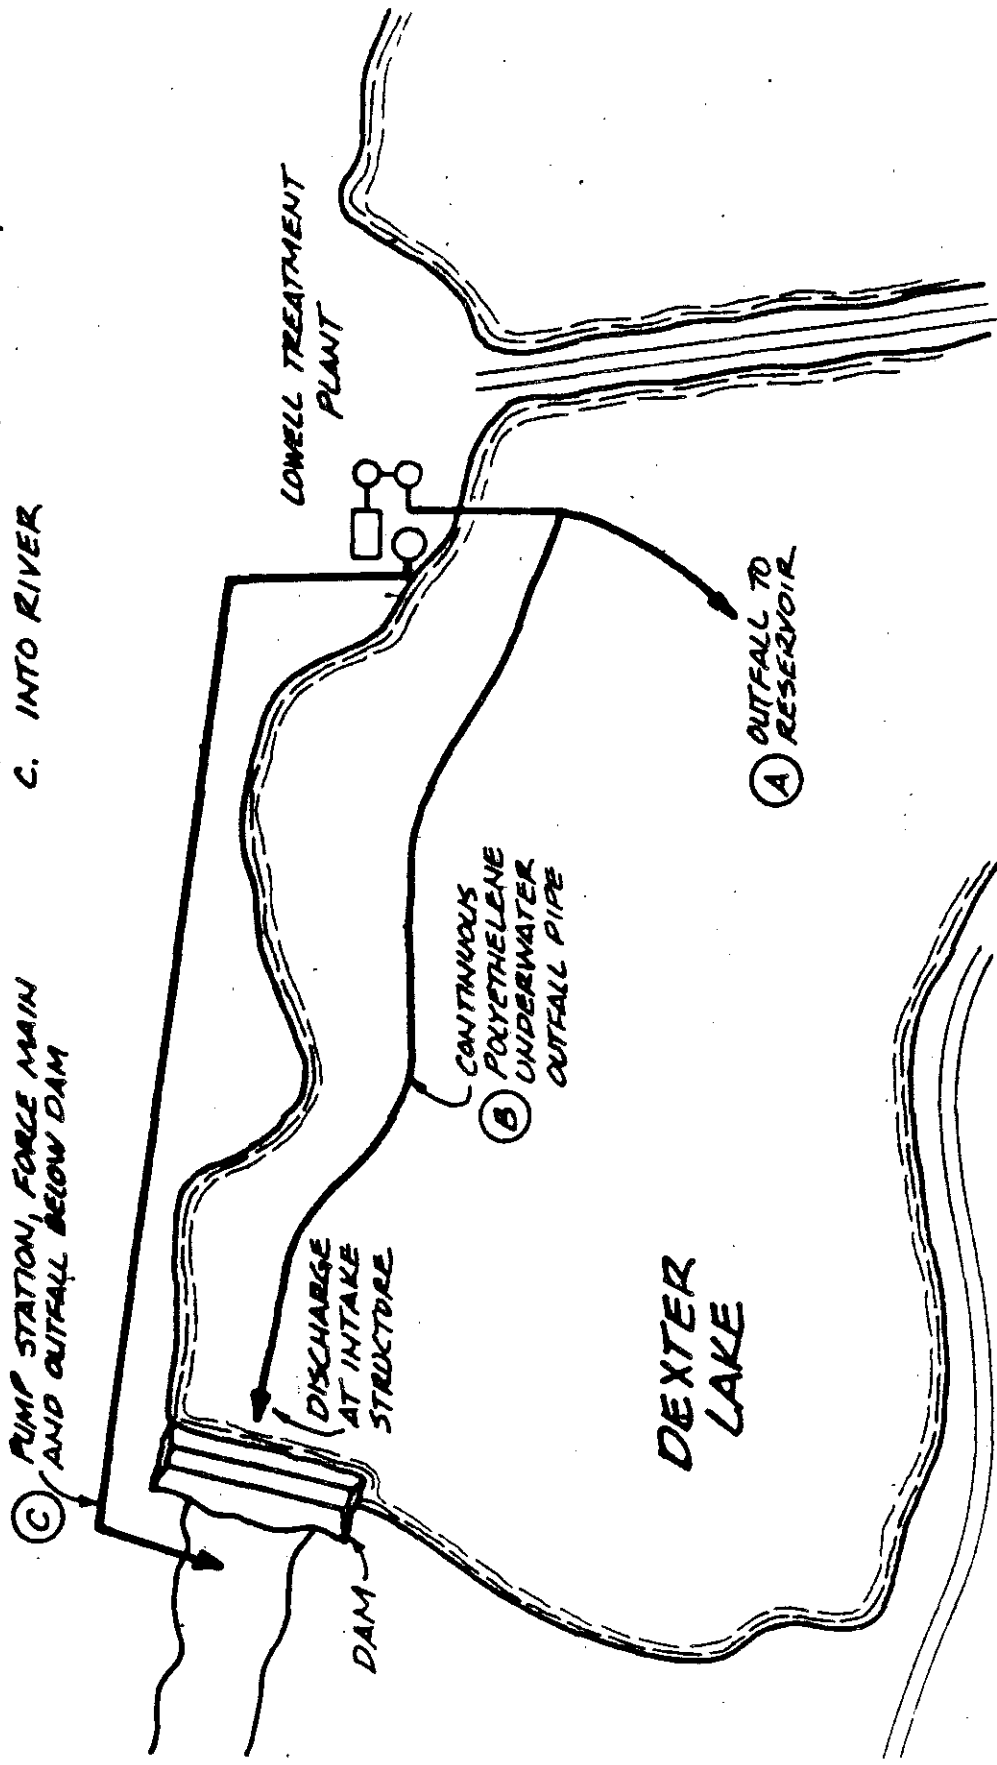 C. INTO RIVER
C PUMP STATION, FORCE MAIN
AND OUTFALL BELOW DAM
LOWELL TREATMENT
PLANT
DISCHARGE
AT INTAKE
STRUCTURE
DAM
CONTINUOUS
B POLYETHELENE
UNDERWATER
OUTFALL PIPE
A OUTFALL TO
RESERVOIR
DEXTER
LAKE